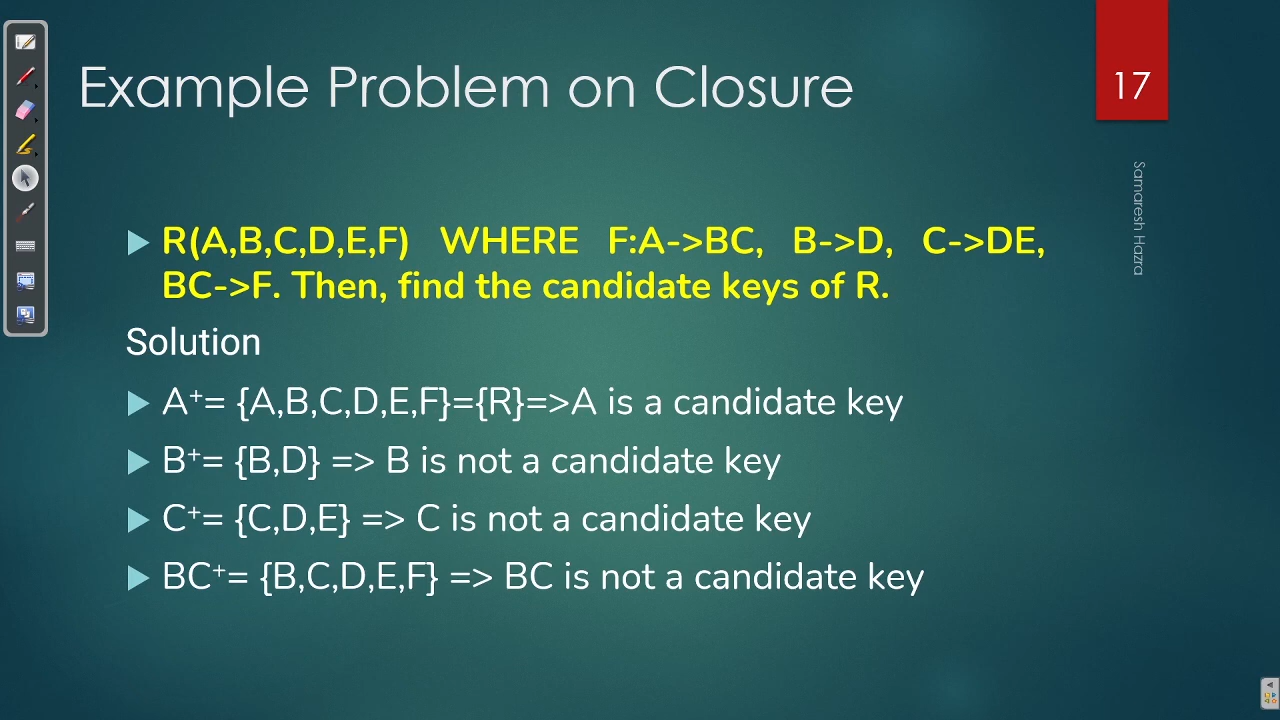 Example Problem on Closure
17
Samaresh Hazra
R(A,B,C,D,E,F) WHERE F:A->BC, B->D, C->DE,
BC->F. Then, find the candidate keys of R.
Solution
A⁺= {A,B,C,D,E,F}={R}=>A is a candidate key
B⁺= {B,D} => B is not a candidate key
C⁺= {C,D,E} => C is not a candidate key
BC⁺= {B,C,D,E,F} => BC is not a candidate key